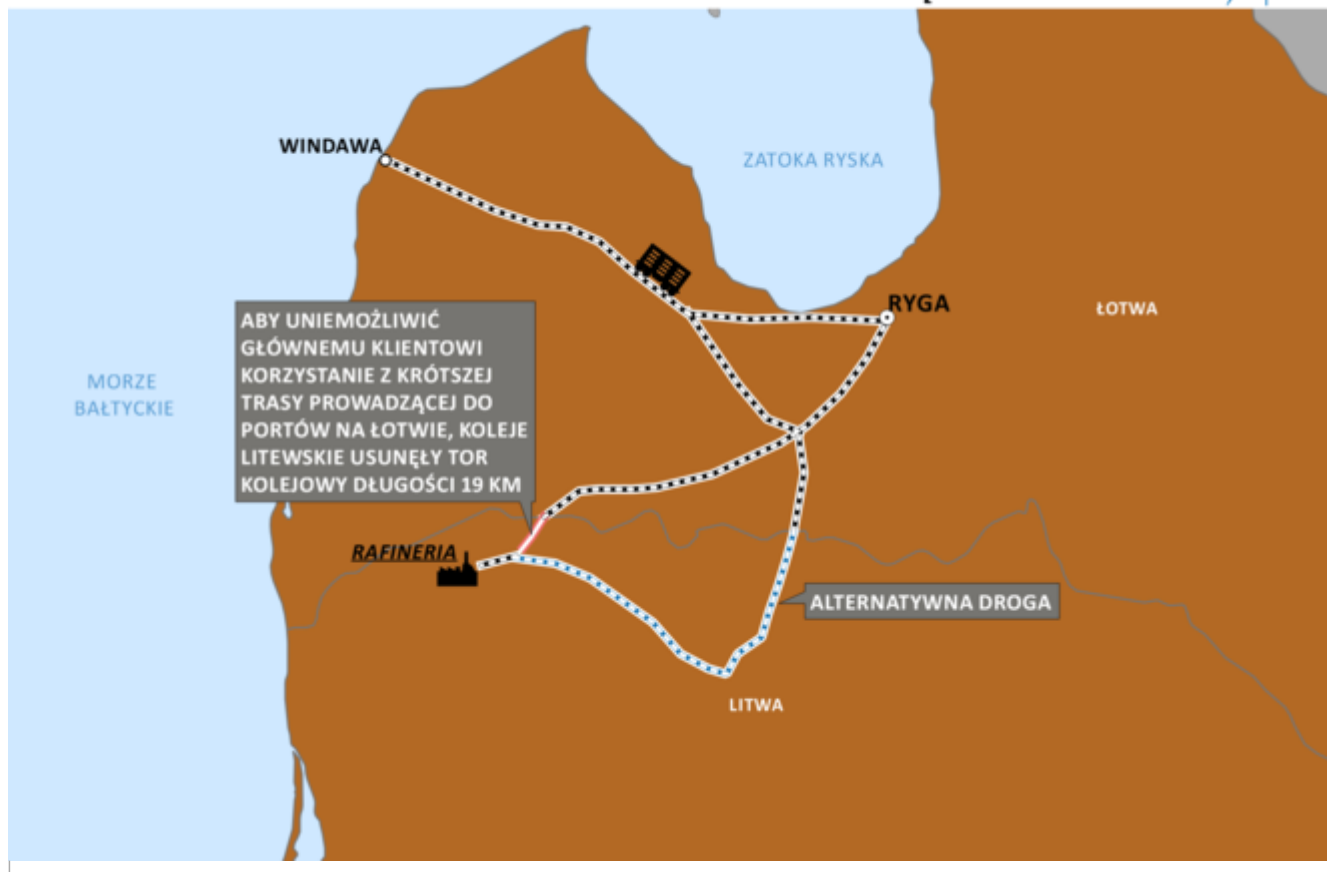 WINDAWA
ZATOKA RYSKA
RYGA
ŁOTWA
ABY UNIEMOŻLIWIĆ
GŁÓWNEMU KLIENTOWI
KORZYSTANIE Z KRÓTSZEJ
TRASY PROWADZĄCEJ DO
PORTÓW NA ŁOTWIE, KOLEJE
LITEWSKIE USUNĘŁY TOR
KOLEJOWY DŁUGOŚCI 19 KM
MORZE
BAŁTYCKIE
RAFINERIA
ALTERNATYWNA DROGA
LITWA